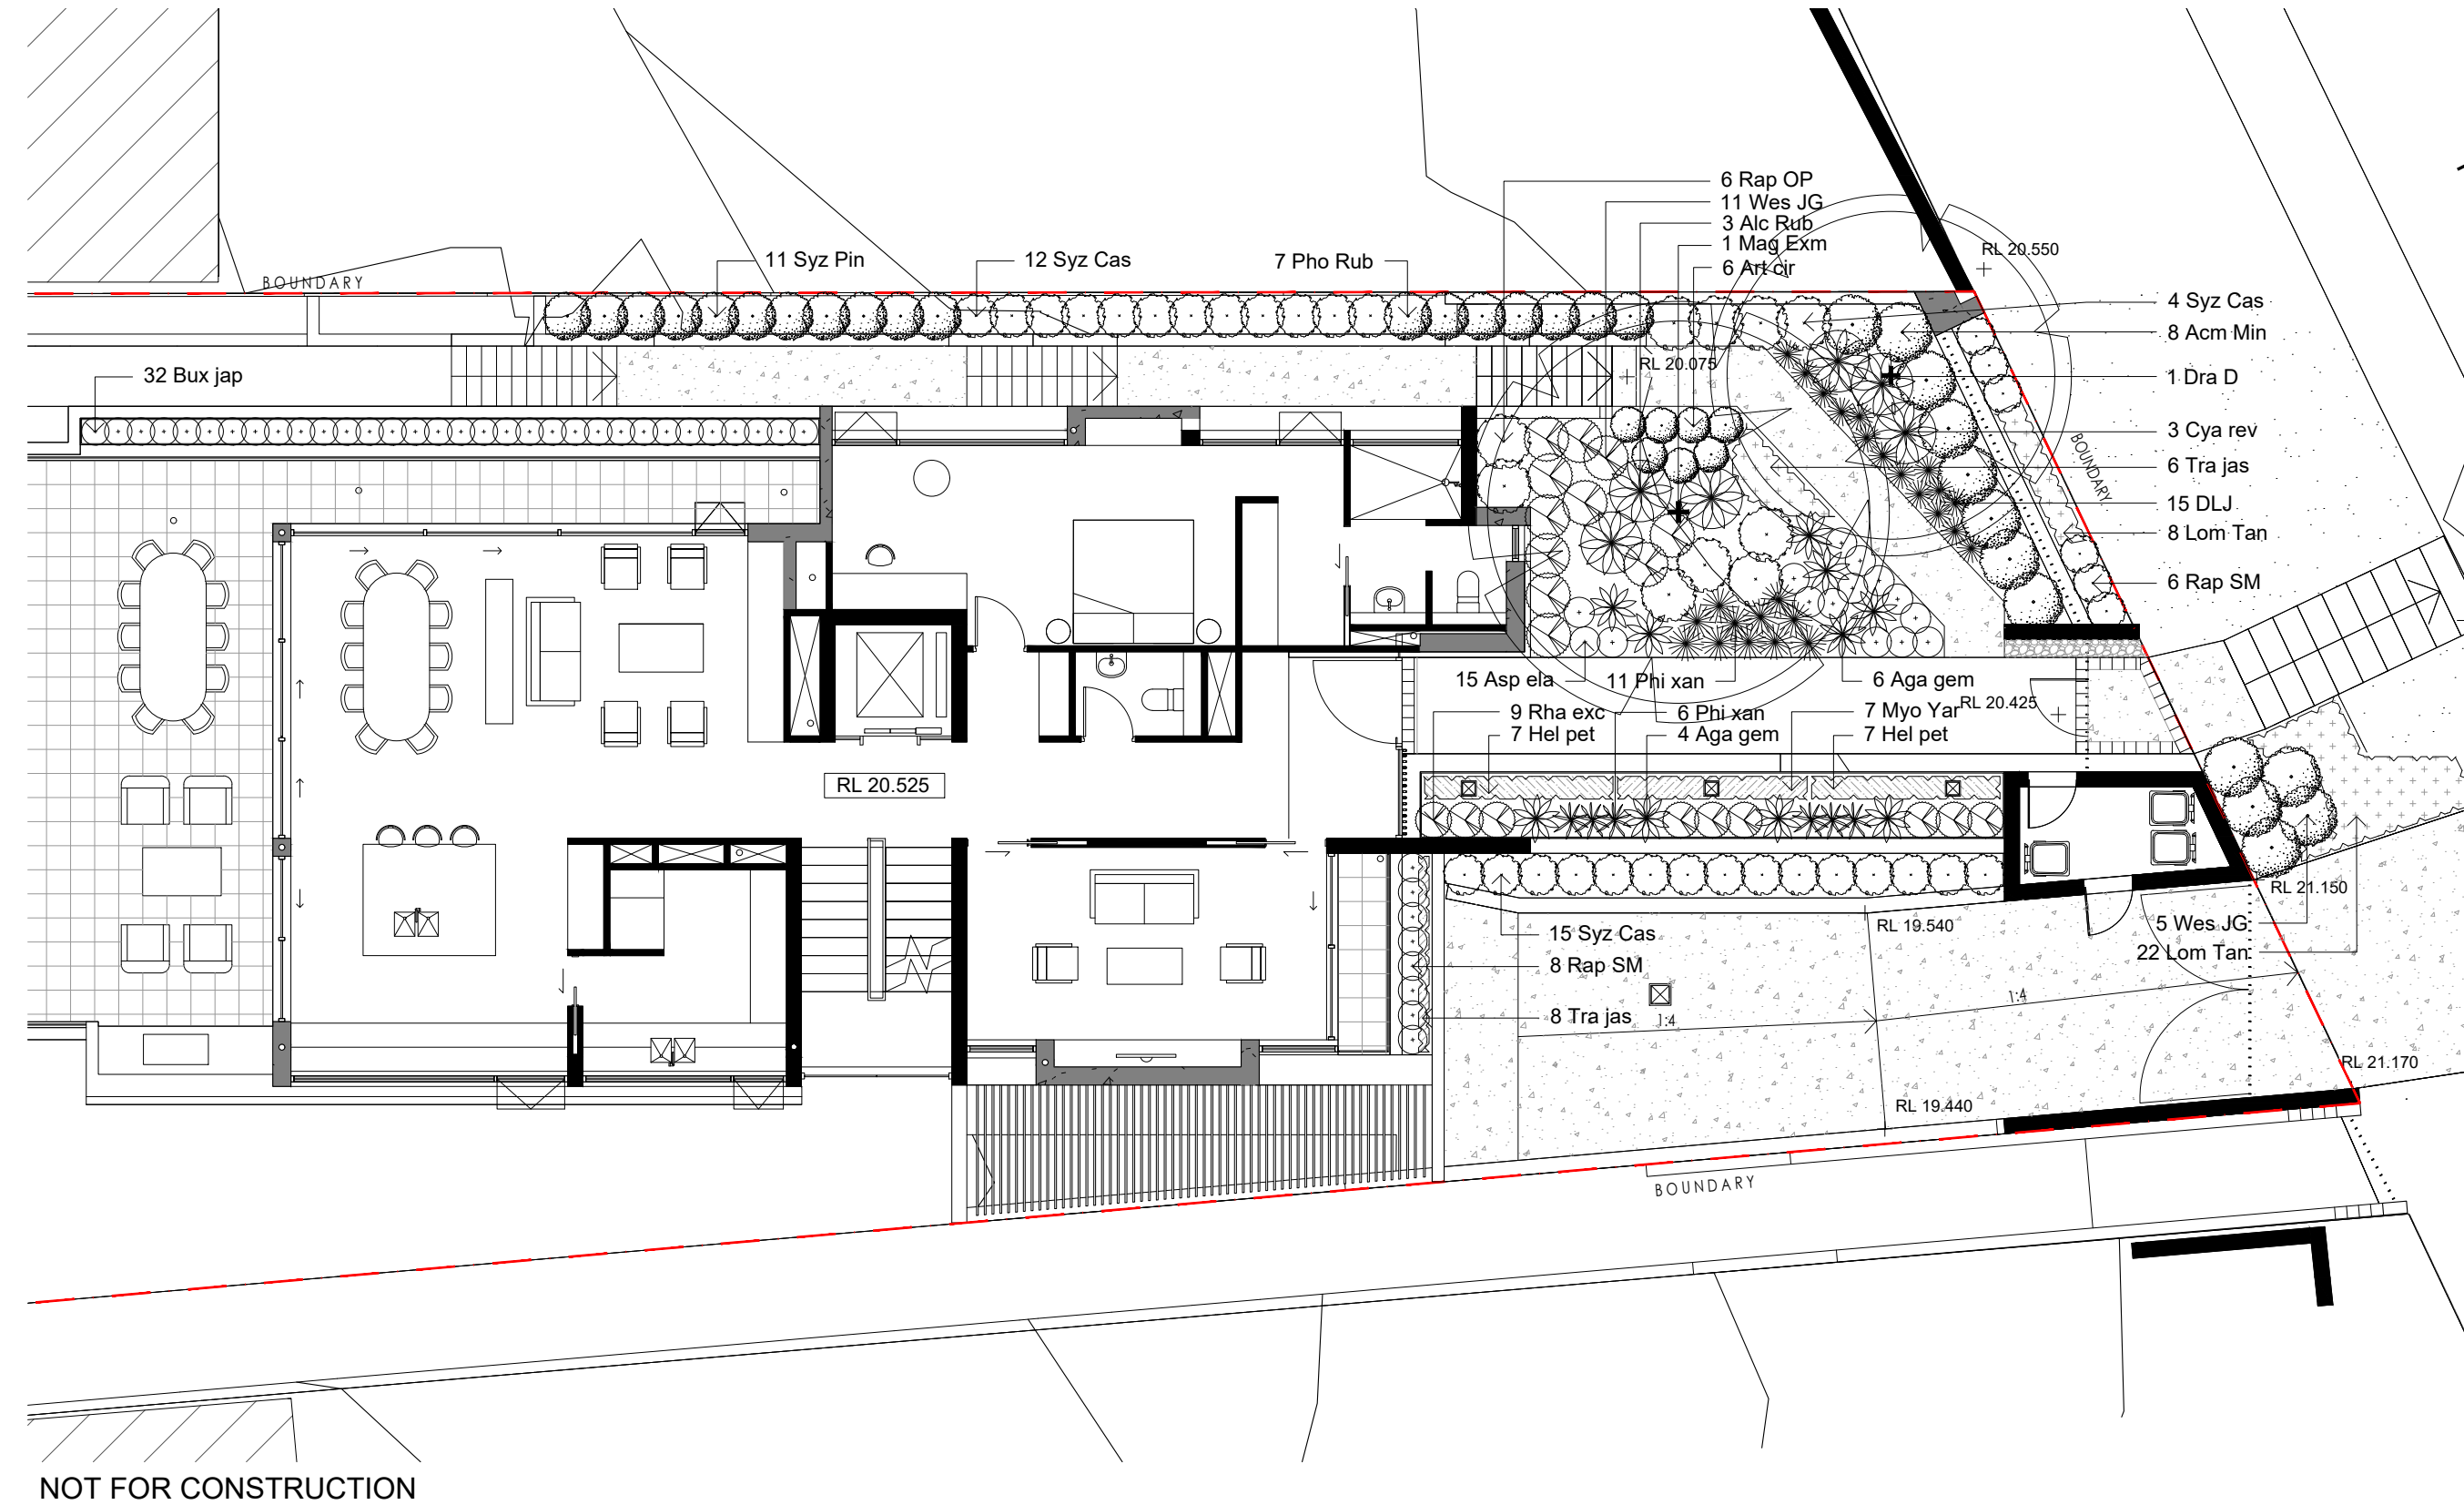 6 Rap OP
11 Wes JG
3 Alc Rub
1 Mag Exm
6 Art cir
RL 20.550
11 Syz Pin
12 Syz Cas
7 Pho Rub
BOUNDARY
4 Syz Cas
8 Acm Min
RL 20.075
32 Bux jap
1 Dra D
3 Cya rev
BOUNDARY
6 Tra jas
15 DLJ
8 Lom Tan
6 Rap SM
15 Asp ela
11 Phi xan
6 Aga gem
9 Rha exc
6 Phi xan
7 Myo Yar
RL 20.425
7 Hel pet
4 Aga gem
7 Hel pet
RL 20.525
RL 21.150
15 Syz Cas
RL 19.540
5 Wes JG
8 Rap SM
22 Lom Tan
1:4
8 Tra jas
1:4
RL 21.170
RL 19.440
BOUNDARY
NOT FOR CONSTRUCTION